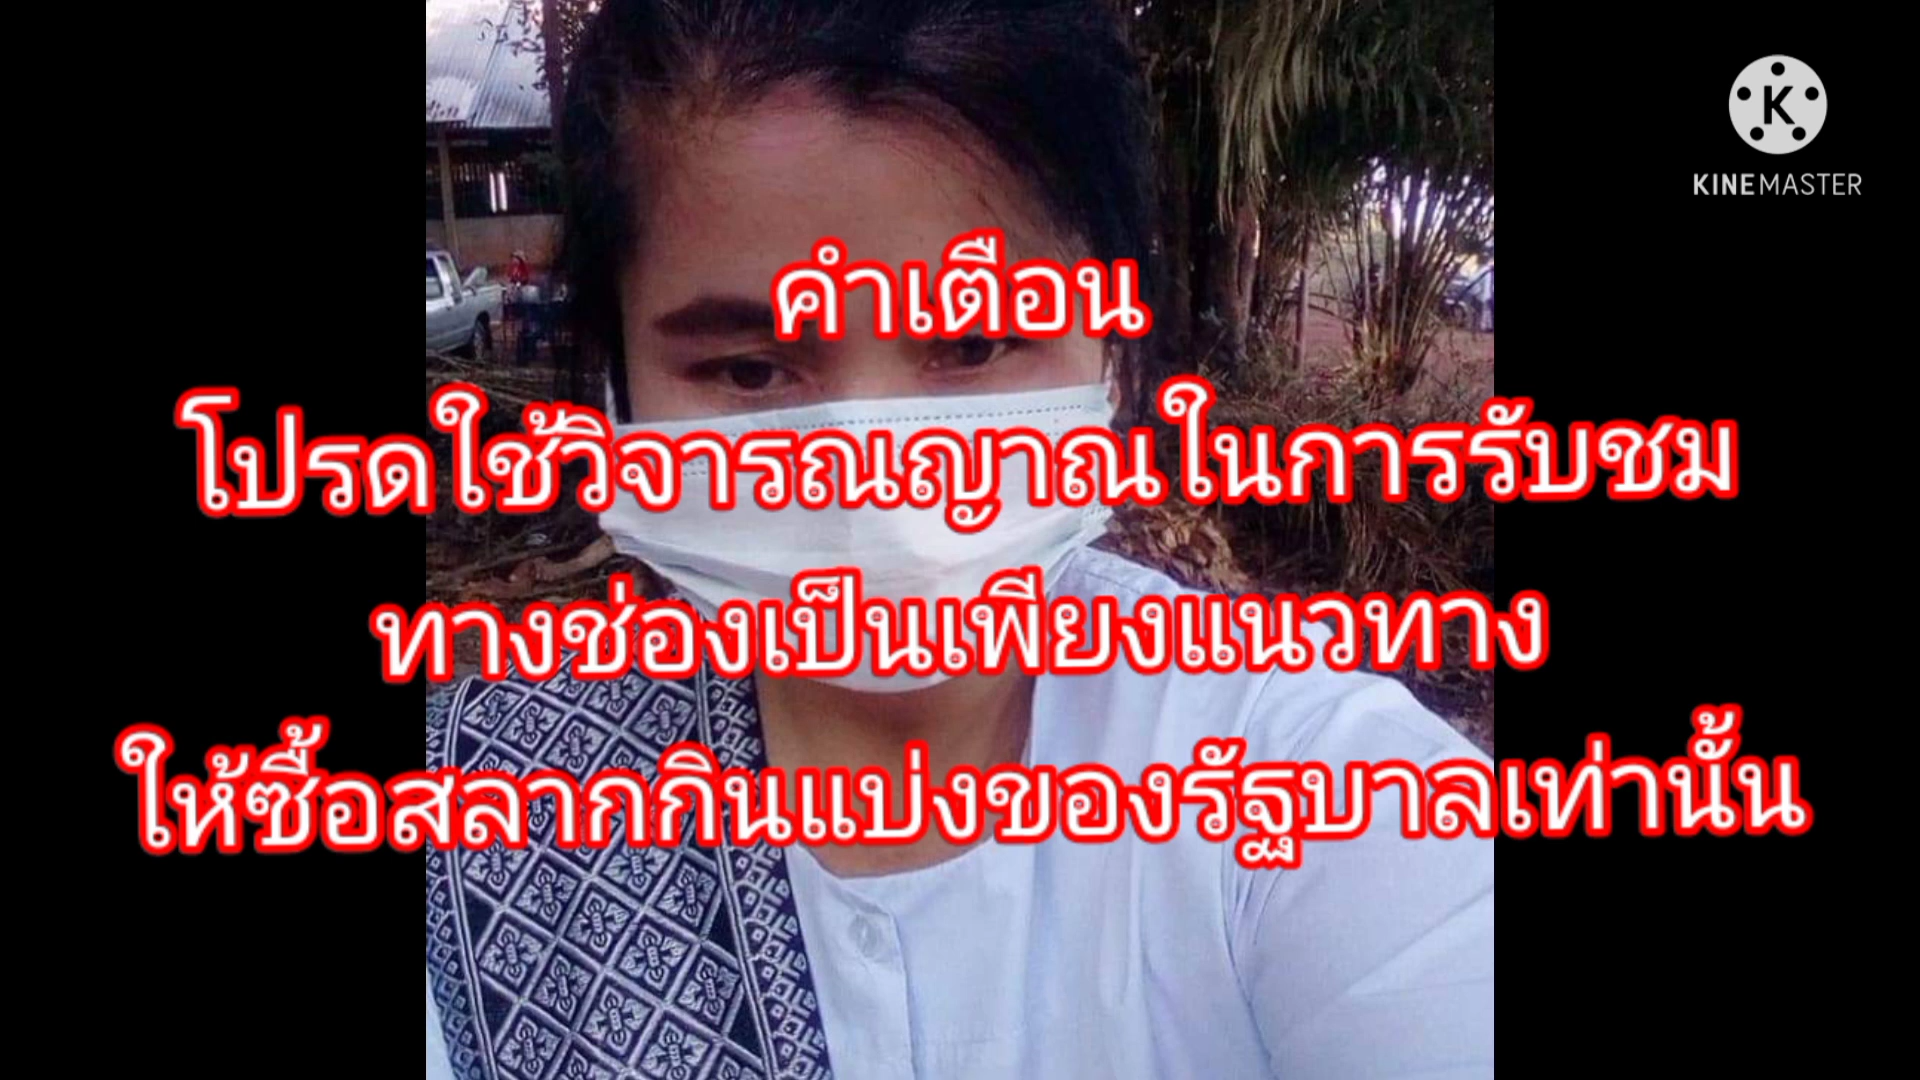 คำเตือน
โปรดใช้วิจารณญาณในการรับชม
ทางช่องเป็นเพียงแนวทาง
ให้ซื้อสลากกินแบ่งของรัฐบาลเท่านั้น
K
KINEMASTER